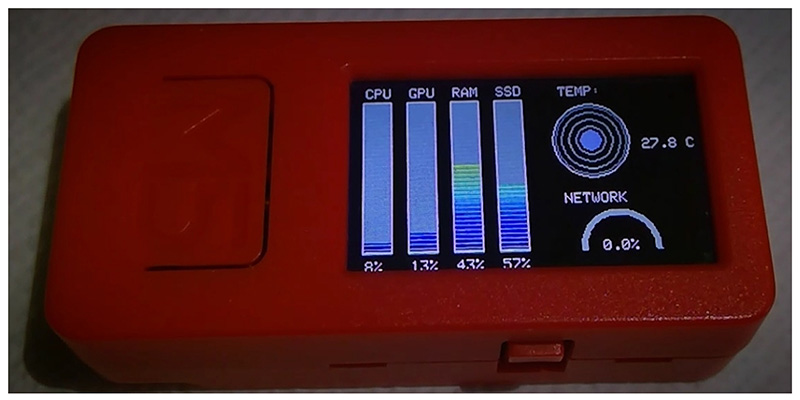 CPU GPU RAM SSD
TEMP:
27.8 C
NETWORK
0.0%
8% 13% 43% 57%